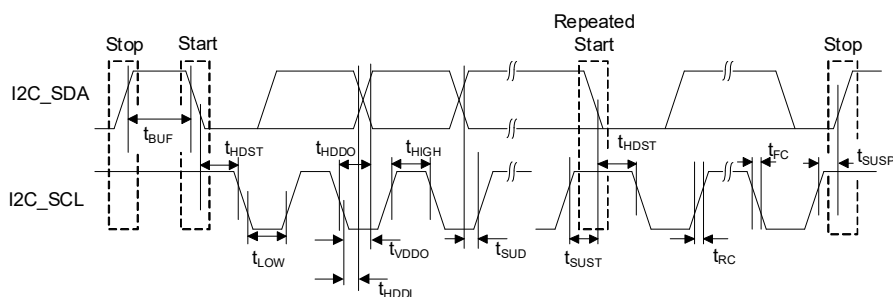 Repeated
Stop Start Start Stop
I2C_SDA
tBUF
tHDST tHDDO tHIGH tHDST tFC tSUSP
I2C_SCL
tLOW tVDDO tSUD tSUST tRC
tHDDI